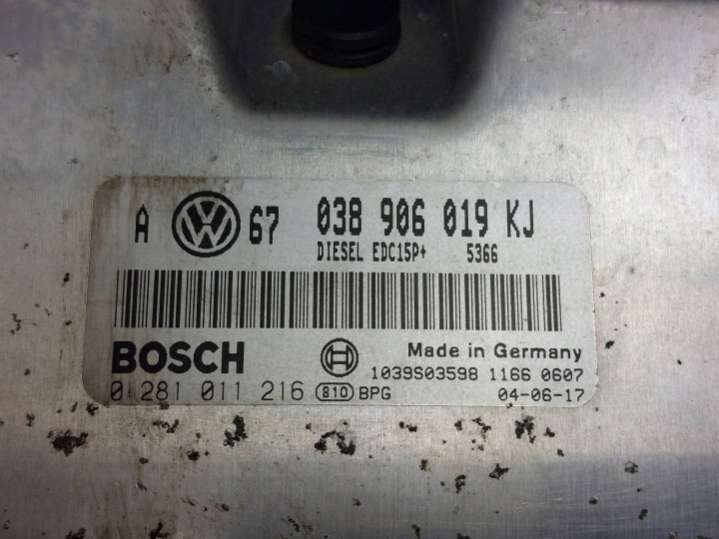 A VW 67 038 906 019 KJ
DIESEL EDC15P+ 5366
BOSCH Made in Germany
1039S03598 1166 0607
0 281 011 216 810 BPG 04-06-17